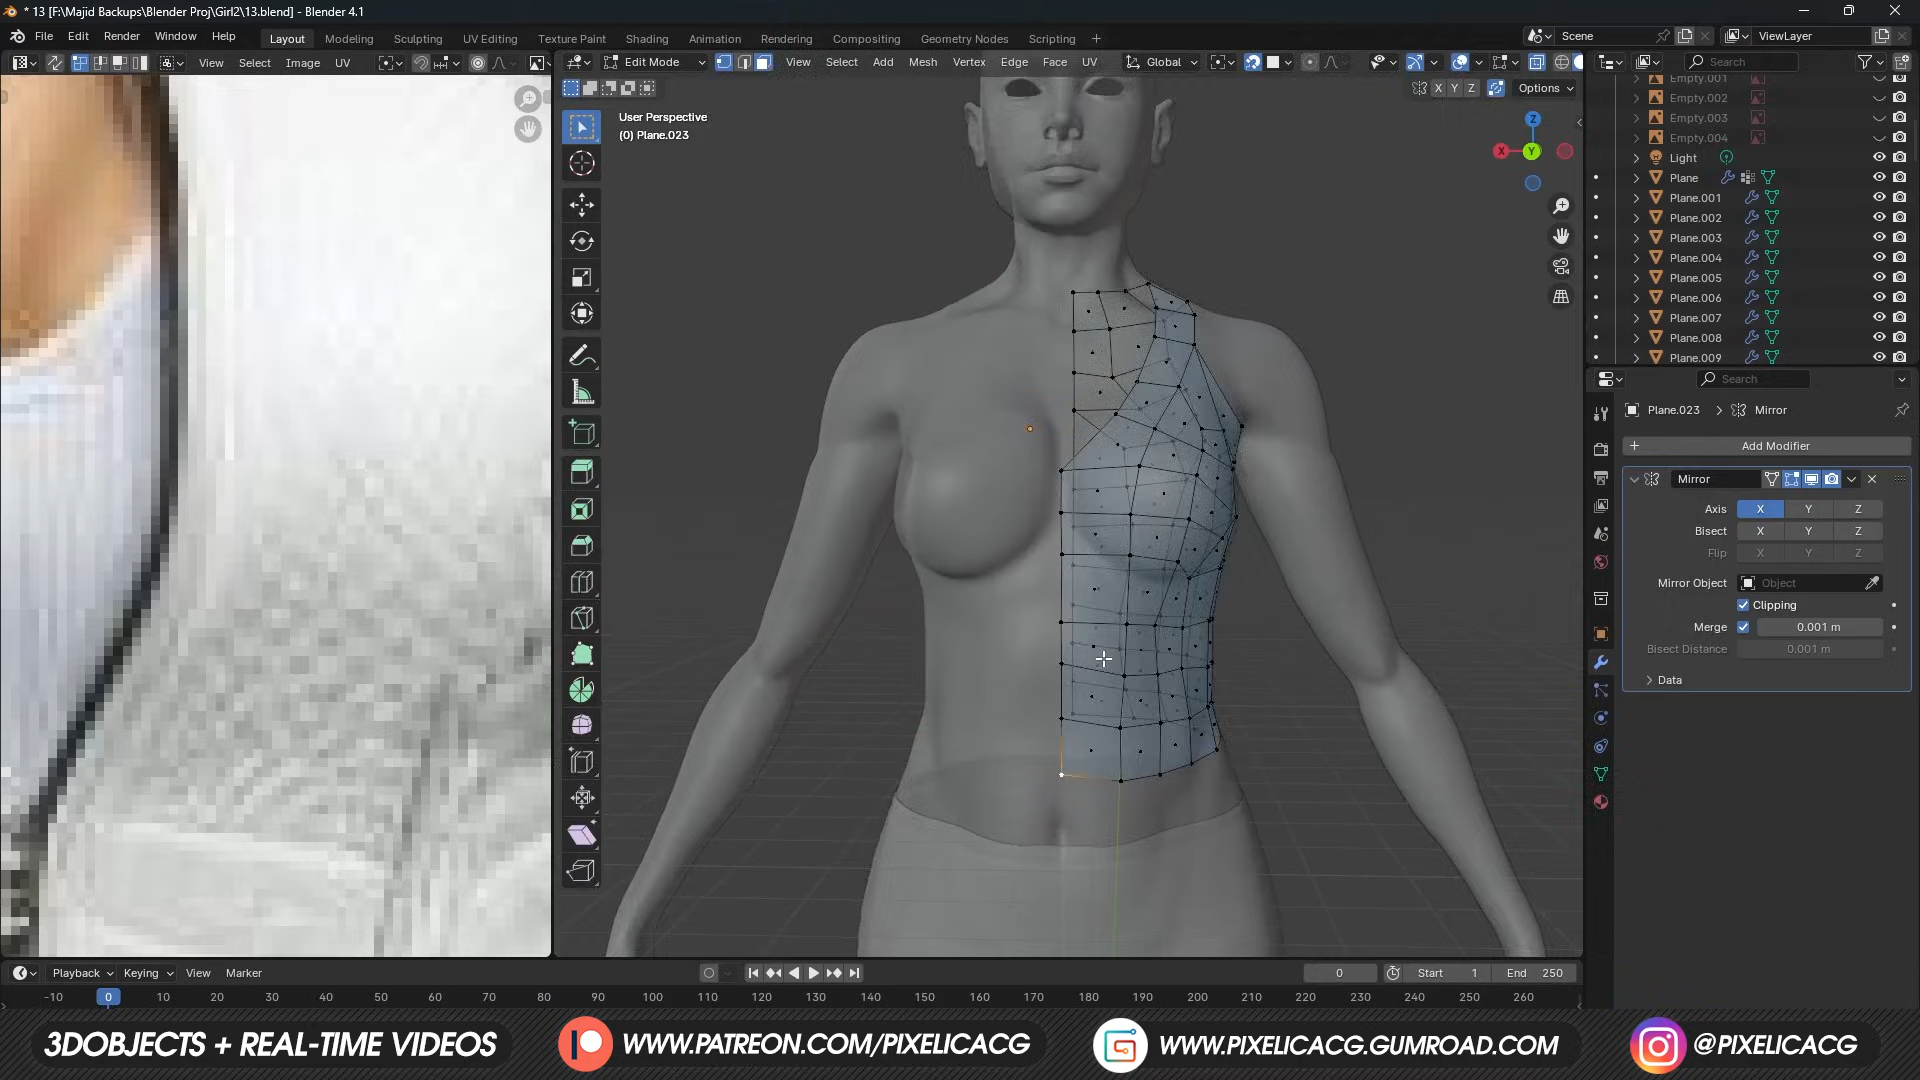 * 13 [F:\Majid Backups\Blender Proj\Girl2\13.blend] - Blender 4.1
File Edit Render Window Help Layout Modeling Sculpting UV Editing Texture Paint Shading Animation Rendering Compositing Geometry Nodes Scripting + Scene ViewLayer
View Select Image UV
Edit Mode View Select Add Mesh Vertex Edge Face UV Global
Search
X Y Z Options
User Perspective
(0) Plane.023
Z
X
Y
Empty.001
Empty.002
Empty.003
Empty.004
Light
Plane
Plane.001
Plane.002
Plane.003
Plane.004
Plane.005
Plane.006
Plane.007
Plane.008
Plane.009
Search
Plane.023 > Mirror
+ Add Modifier
Mirror
Axis X Y Z
Bisect X Y Z
Flip X Y Z
Mirror Object Object
Clipping
Merge 0.001 m
Bisect Distance 0.001 m
Data
Playback Keying View Marker 0 Start 1 End 250
-10 0 10 20 30 40 50 60 70 80 90 100 110 120 130 140 150 160 170 180 190 200 210 220 230 240 250 260
3DOBJECTS + REAL-TIME VIDEOS WWW.PATREON.COM/PIXELICACG WWW.PIXELICACG.GUMROAD.COM @PIXELICACG